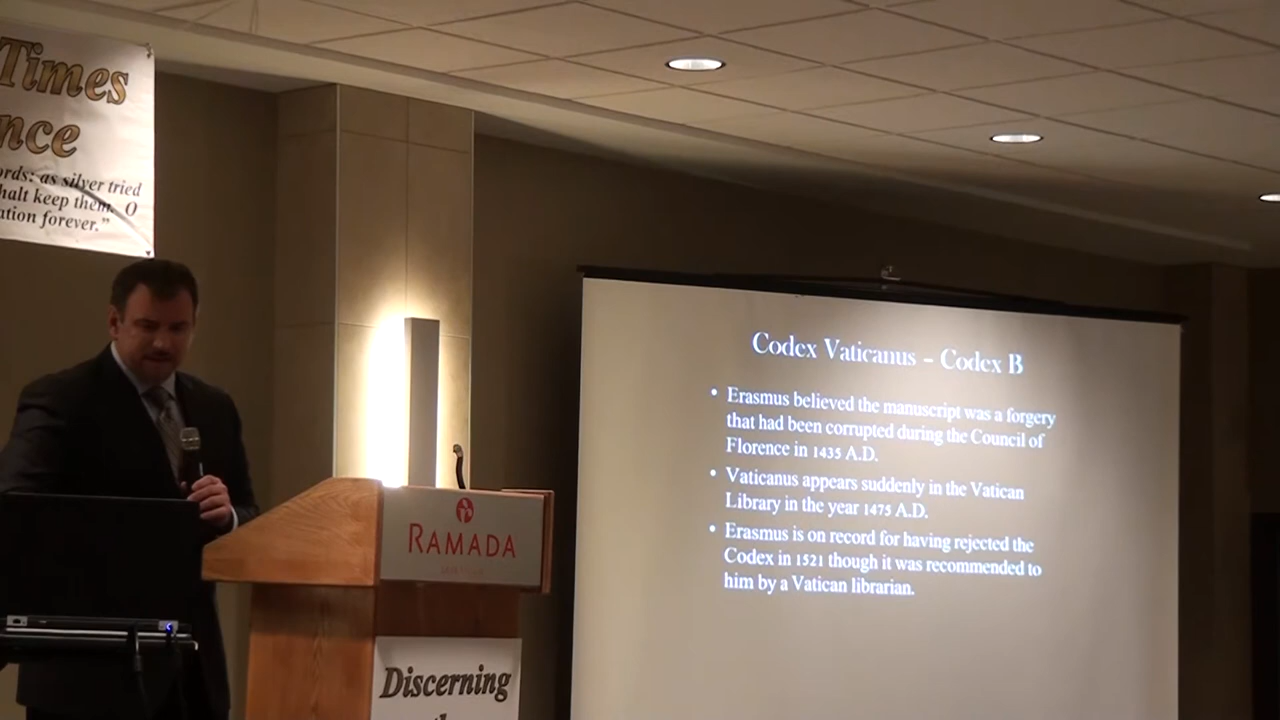 Times
nce
ords: as silver tried
halt keep them, O
ation forever."
Codex Vaticanus – Codex B
• Erasmus believed the manuscript was a forgery
that had been corrupted during the Council of
Florence in 1435 A.D.
• Vaticanus appears suddenly in the Vatican
Library in the year 1475 A.D.
• Erasmus is on record for having rejected the
Codex in 1521 though it was recommended to
him by a Vatican librarian.
RAMADA
Discerning